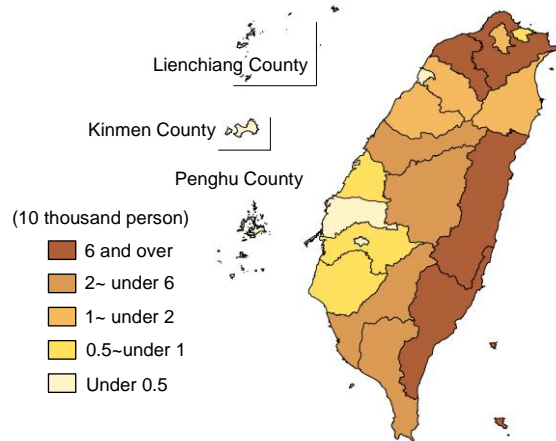 Lienchiang County
Kinmen County
Penghu County
(10 thousand person)
6 and over
2~ under 6
1~ under 2
0.5~under 1
Under 0.5